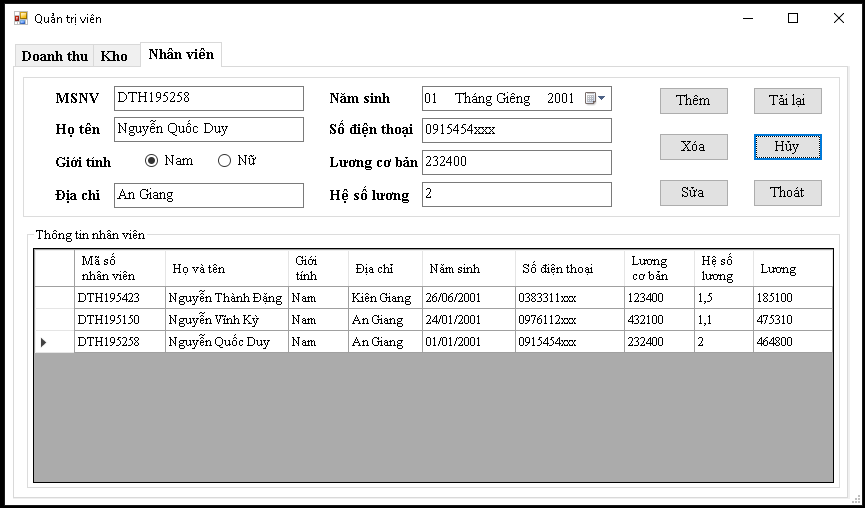 Quản trị viên
Doanh thu Kho Nhân viên
MSNV DTH195258 Năm sinh 01 Tháng Giêng 2001 Thêm Tải lại
Họ tên Nguyễn Quốc Duy Số điện thoại 0915454xxx
Giới tính Nam Nữ Lương cơ bản 232400 Xóa Hủy
Địa chỉ An Giang Hệ số lương 2 Sửa Thoát
Thông tin nhân viên
Mã số nhân viên Họ và tên Giới tính Địa chỉ Năm sinh Số điện thoại Lương cơ bản Hệ số lương Lương
DTH195423 Nguyễn Thành Đặng Nam Kiên Giang 26/06/2001 0383311xxx 123400 1,5 185100
DTH195150 Nguyễn Vĩnh Kỳ Nam An Giang 24/01/2001 0976112xxx 432100 1,1 475310
DTH195258 Nguyễn Quốc Duy Nam An Giang 01/01/2001 0915454xxx 232400 2 464800